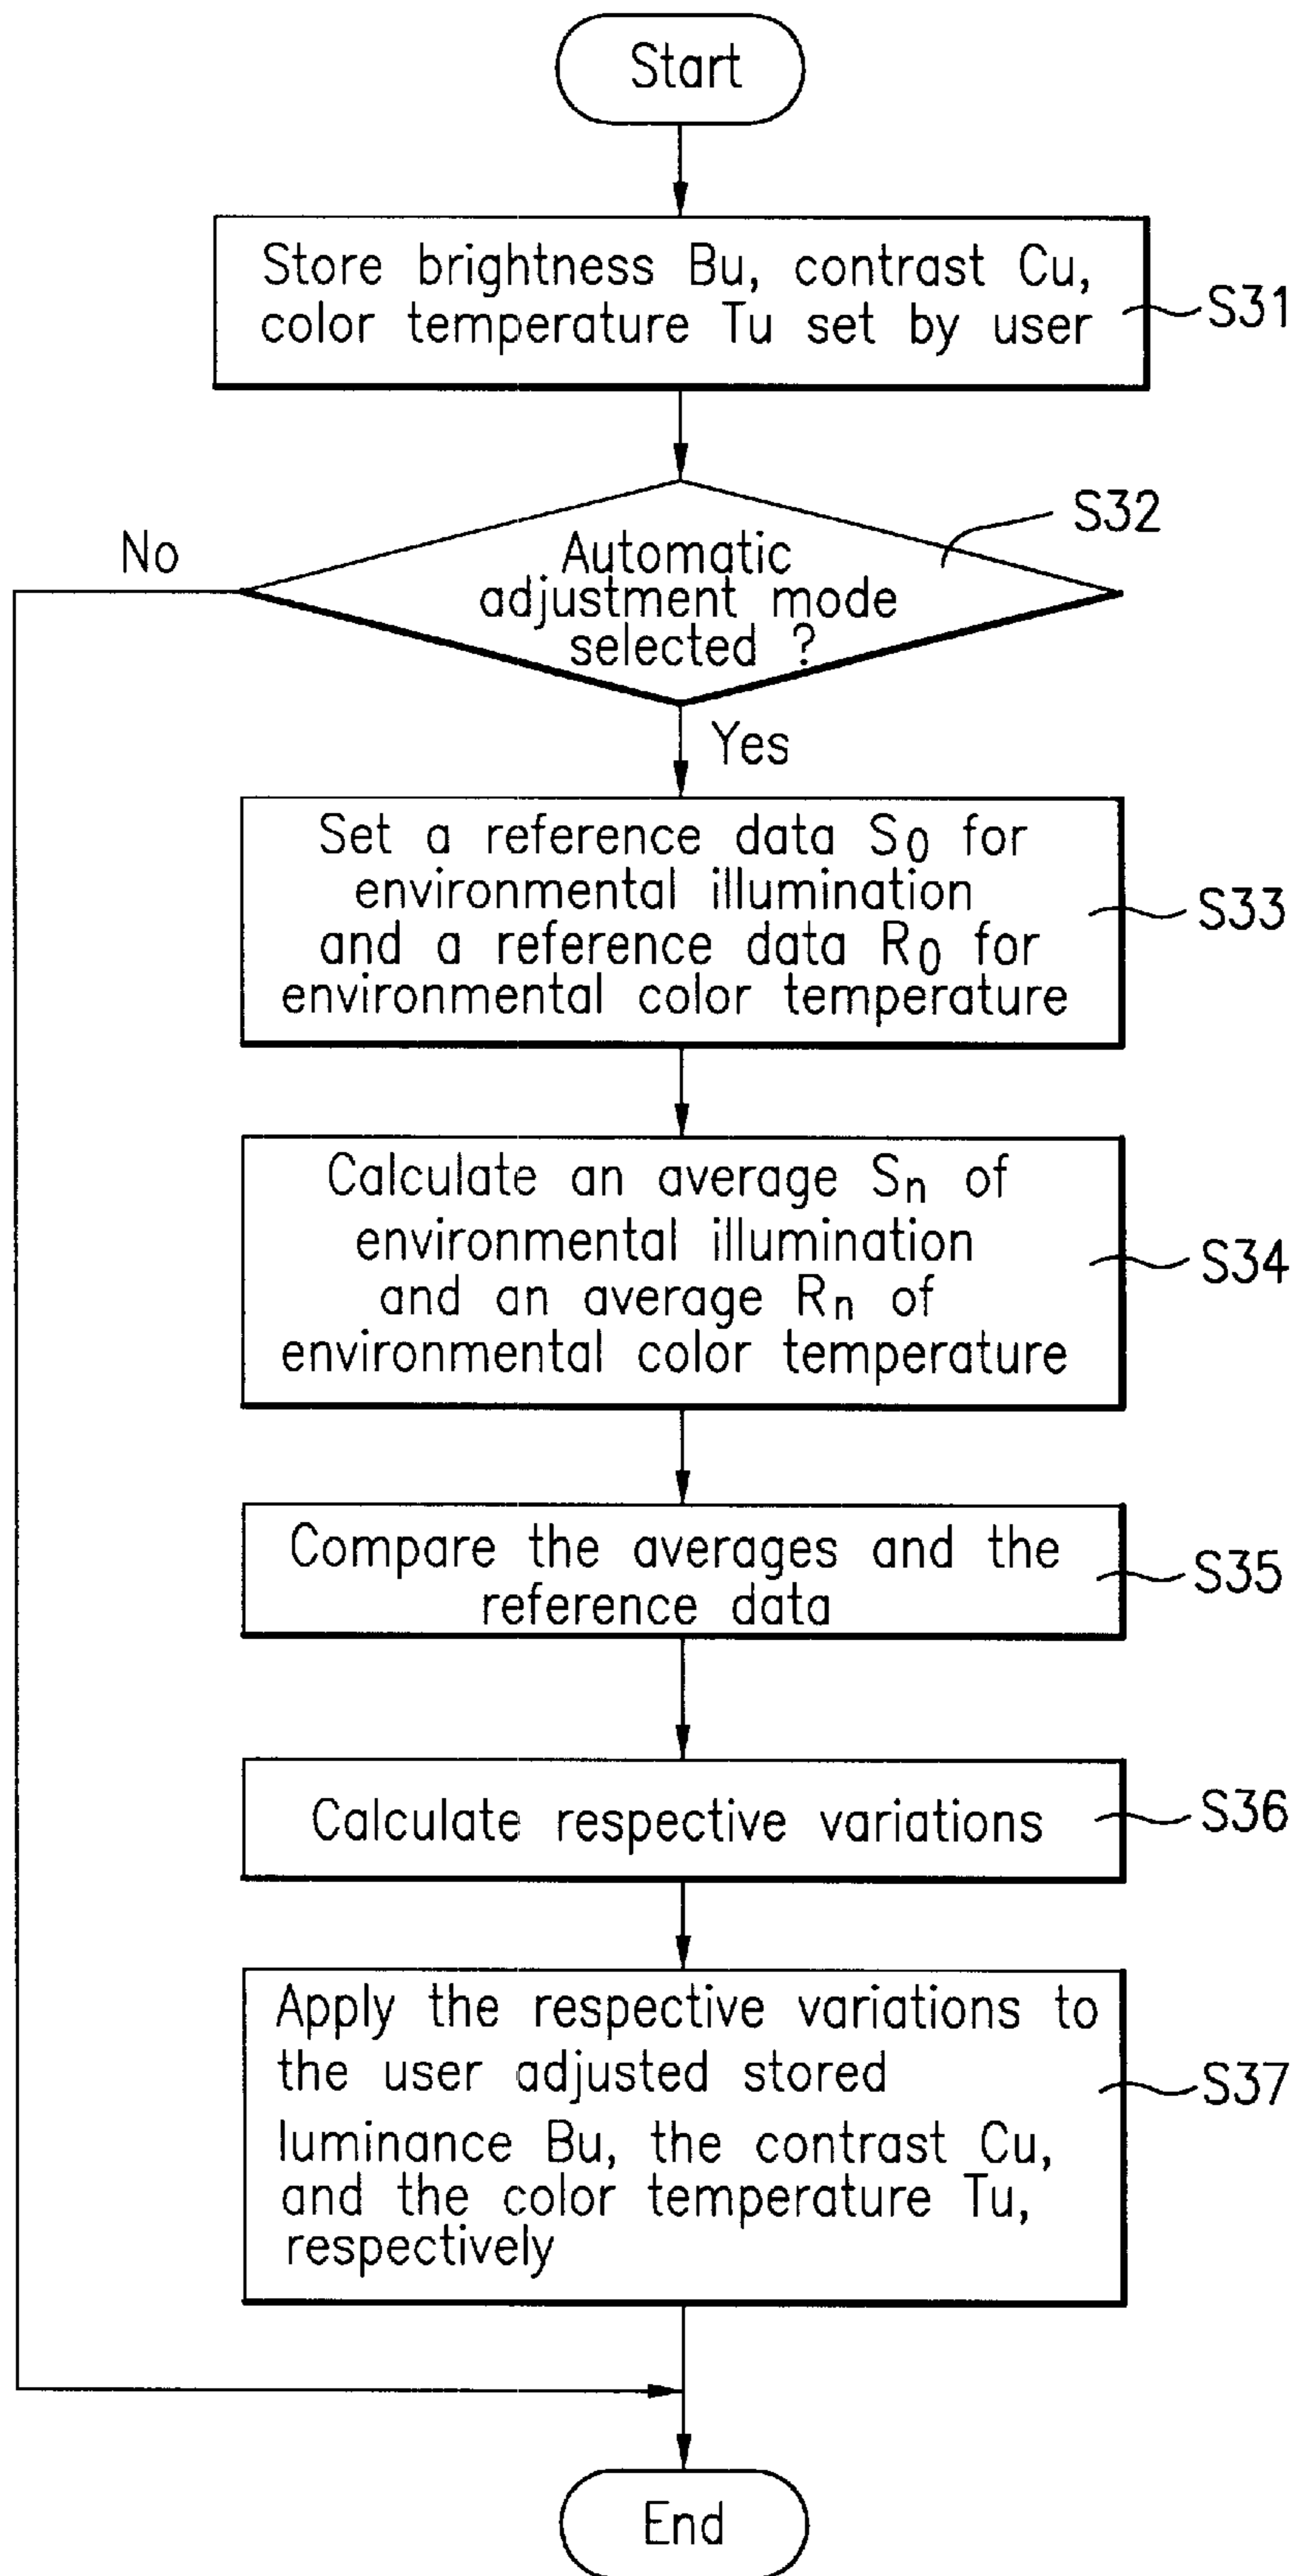 Start
Store brightness Bu, contrast Cu,
color temperature Tu set by user
S31
S32
No
Automatic
adjustment mode
selected ?
Yes
Set a reference data S0 for
environmental illumination
and a reference data R0 for
environmental color temperature
S33
Calculate an average Sn of
environmental illumination
and an average Rn of
environmental color temperature
S34
Compare the averages and the
reference data
S35
Calculate respective variations
S36
Apply the respective variations to
the user adjusted stored
luminance Bu, the contrast Cu,
and the color temperature Tu,
respectively
S37
End